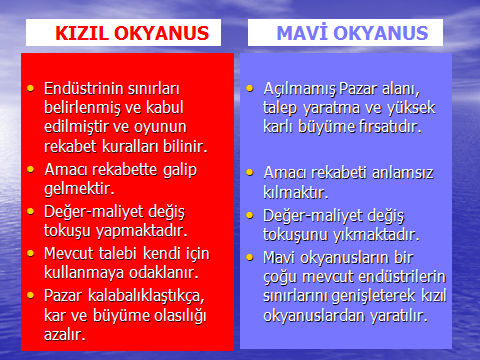 KIZIL OKYANUS
• Endüstrinin sınırları
belirlenmiş ve kabul
edilmiştir ve oyunun
rekabet kuralları bilinir.
• Amacı rekabette galip
gelmektir.
• Değer-maliyet değiş
tokuşu yapmaktadır.
• Mevcut talebi kendi için
kullanmaya odaklanır.
• Pazar kalabalıklaştıkça,
kar ve büyüme olasılığı
azalır.
MAVİ OKYANUS
• Açılmamış Pazar alanı,
talep yaratma ve yüksek
karlı büyüme fırsatıdır.
• Amacı rekabeti anlamsız
kılmaktır.
• Değer-maliyet değiş
tokuşunu yıkmaktadır.
• Mavi okyanusların bir
çoğu mevcut endüstrilerin
sınırlarını genişleterek kızıl
okyanuslardan yaratılır.